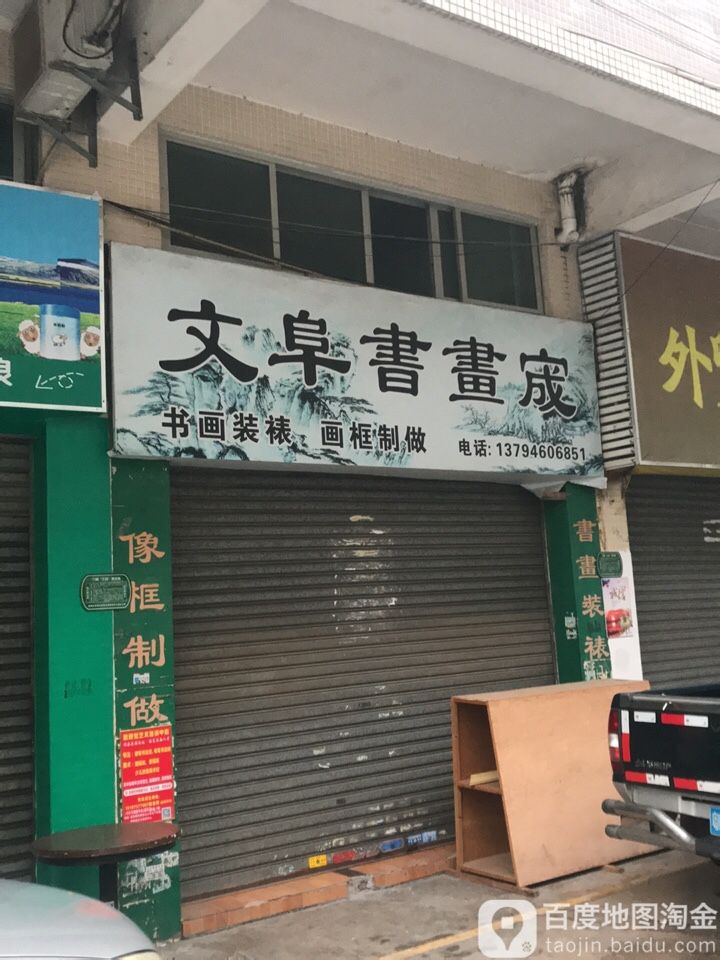 文阜書畫宬
书画装裱 画框制做 电话:13794606851
像框制做
書畫裝裱
外
百度地图淘金
taojin.baidu.com